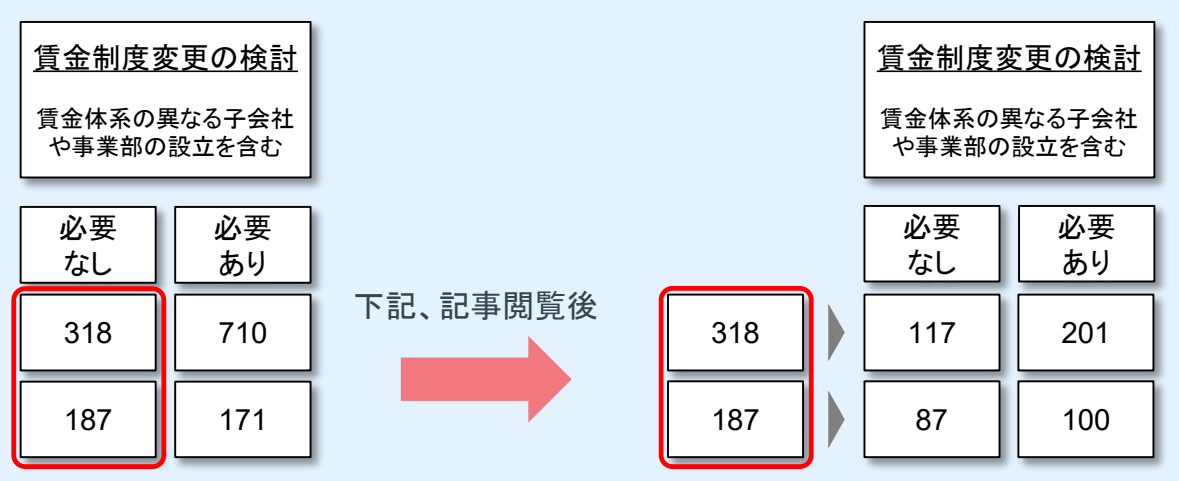 賃金制度変更の検討
賃金体系の異なる子会社
や事業部の設立を含む
必要
なし
必要
あり
318
710
187
171
下記、記事閲覧後
318
187
賃金制度変更の検討
賃金体系の異なる子会社
や事業部の設立を含む
必要
なし
必要
あり
117
201
87
100